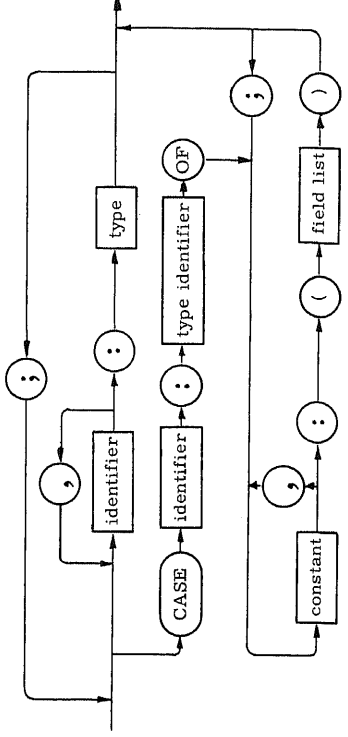 ;
,
identifier : type
CASE identifier : type identifier OF
;
,
constant : ( field list )